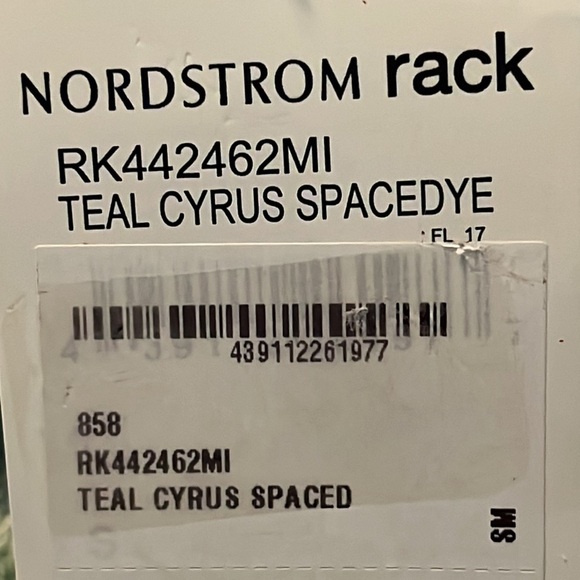 NORDSTROM rack
RK442462MI
TEAL CYRUS SPACEDYE
: FL 17
439112261977
858
RK442462MI
TEAL CYRUS SPACED
SM